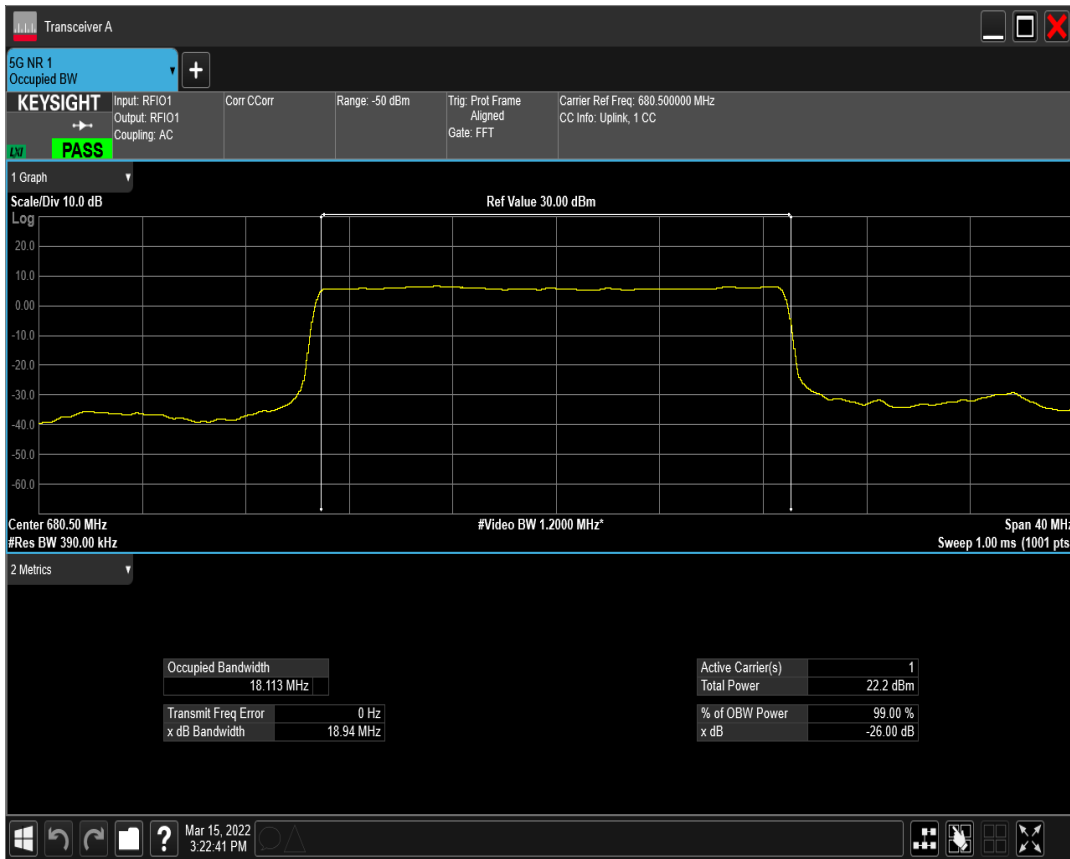 Transceiver A
5G NR 1
Occupied BW
KEYSIGHT
LXI
PASS
Input: RFIO1
Output: RFIO1
Coupling: AC
Corr CCorr
Range: -50 dBm
Trig: Prot Frame
Aligned
Gate: FFT
Carrier Ref Freq: 680.500000 MHz
CC Info: Uplink, 1 CC
1 Graph
Scale/Div 10.0 dB
Ref Value 30.00 dBm
Log
20.0
10.0
0.00
-10.0
-20.0
-30.0
-40.0
-50.0
-60.0
Center 680.50 MHz
#Video BW 1.2000 MHz*
Span 40 MHz
#Res BW 390.00 kHz
Sweep 1.00 ms (1001 pts
2 Metrics
Occupied Bandwidth
18.113 MHz
Transmit Freq Error 0 Hz
x dB Bandwidth 18.94 MHz
Active Carrier(s) 1
Total Power 22.2 dBm
% of OBW Power 99.00 %
x dB -26.00 dB
?
Mar 15, 2022
3:22:41 PM